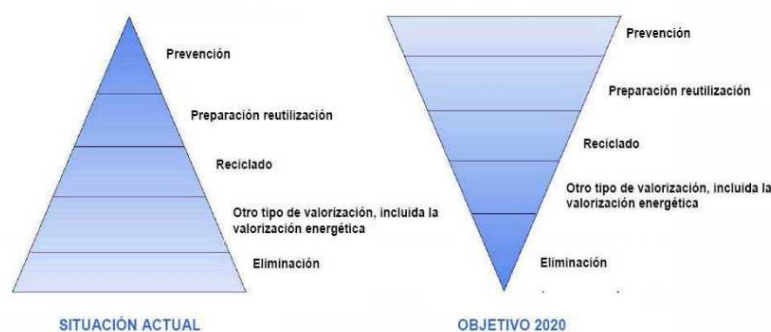 Prevención
Preparación reutilización
Reciclado
Otro tipo de valorización, incluida la
valorización energética
Eliminación
SITUACIÓN ACTUAL
Prevención
Preparación reutilización
Reciclado
Otro tipo de valorización, incluida la
valorización energética
Eliminación
OBJETIVO 2020